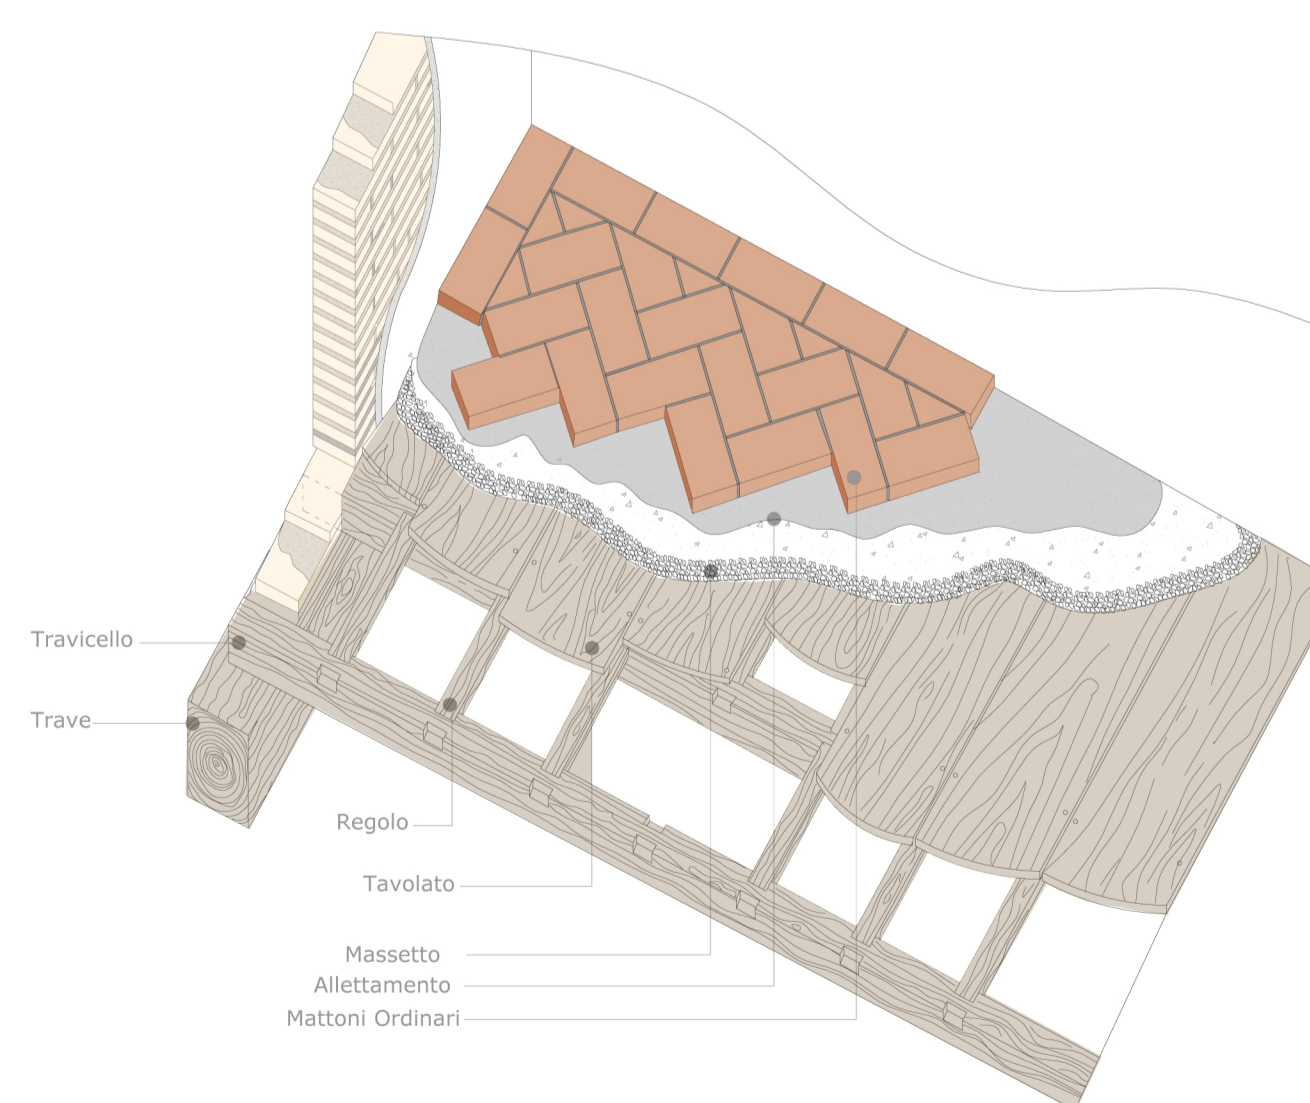 Travicello
Trave
Regolo
Tavolato
Massetto
Allettamento
Mattoni Ordinari